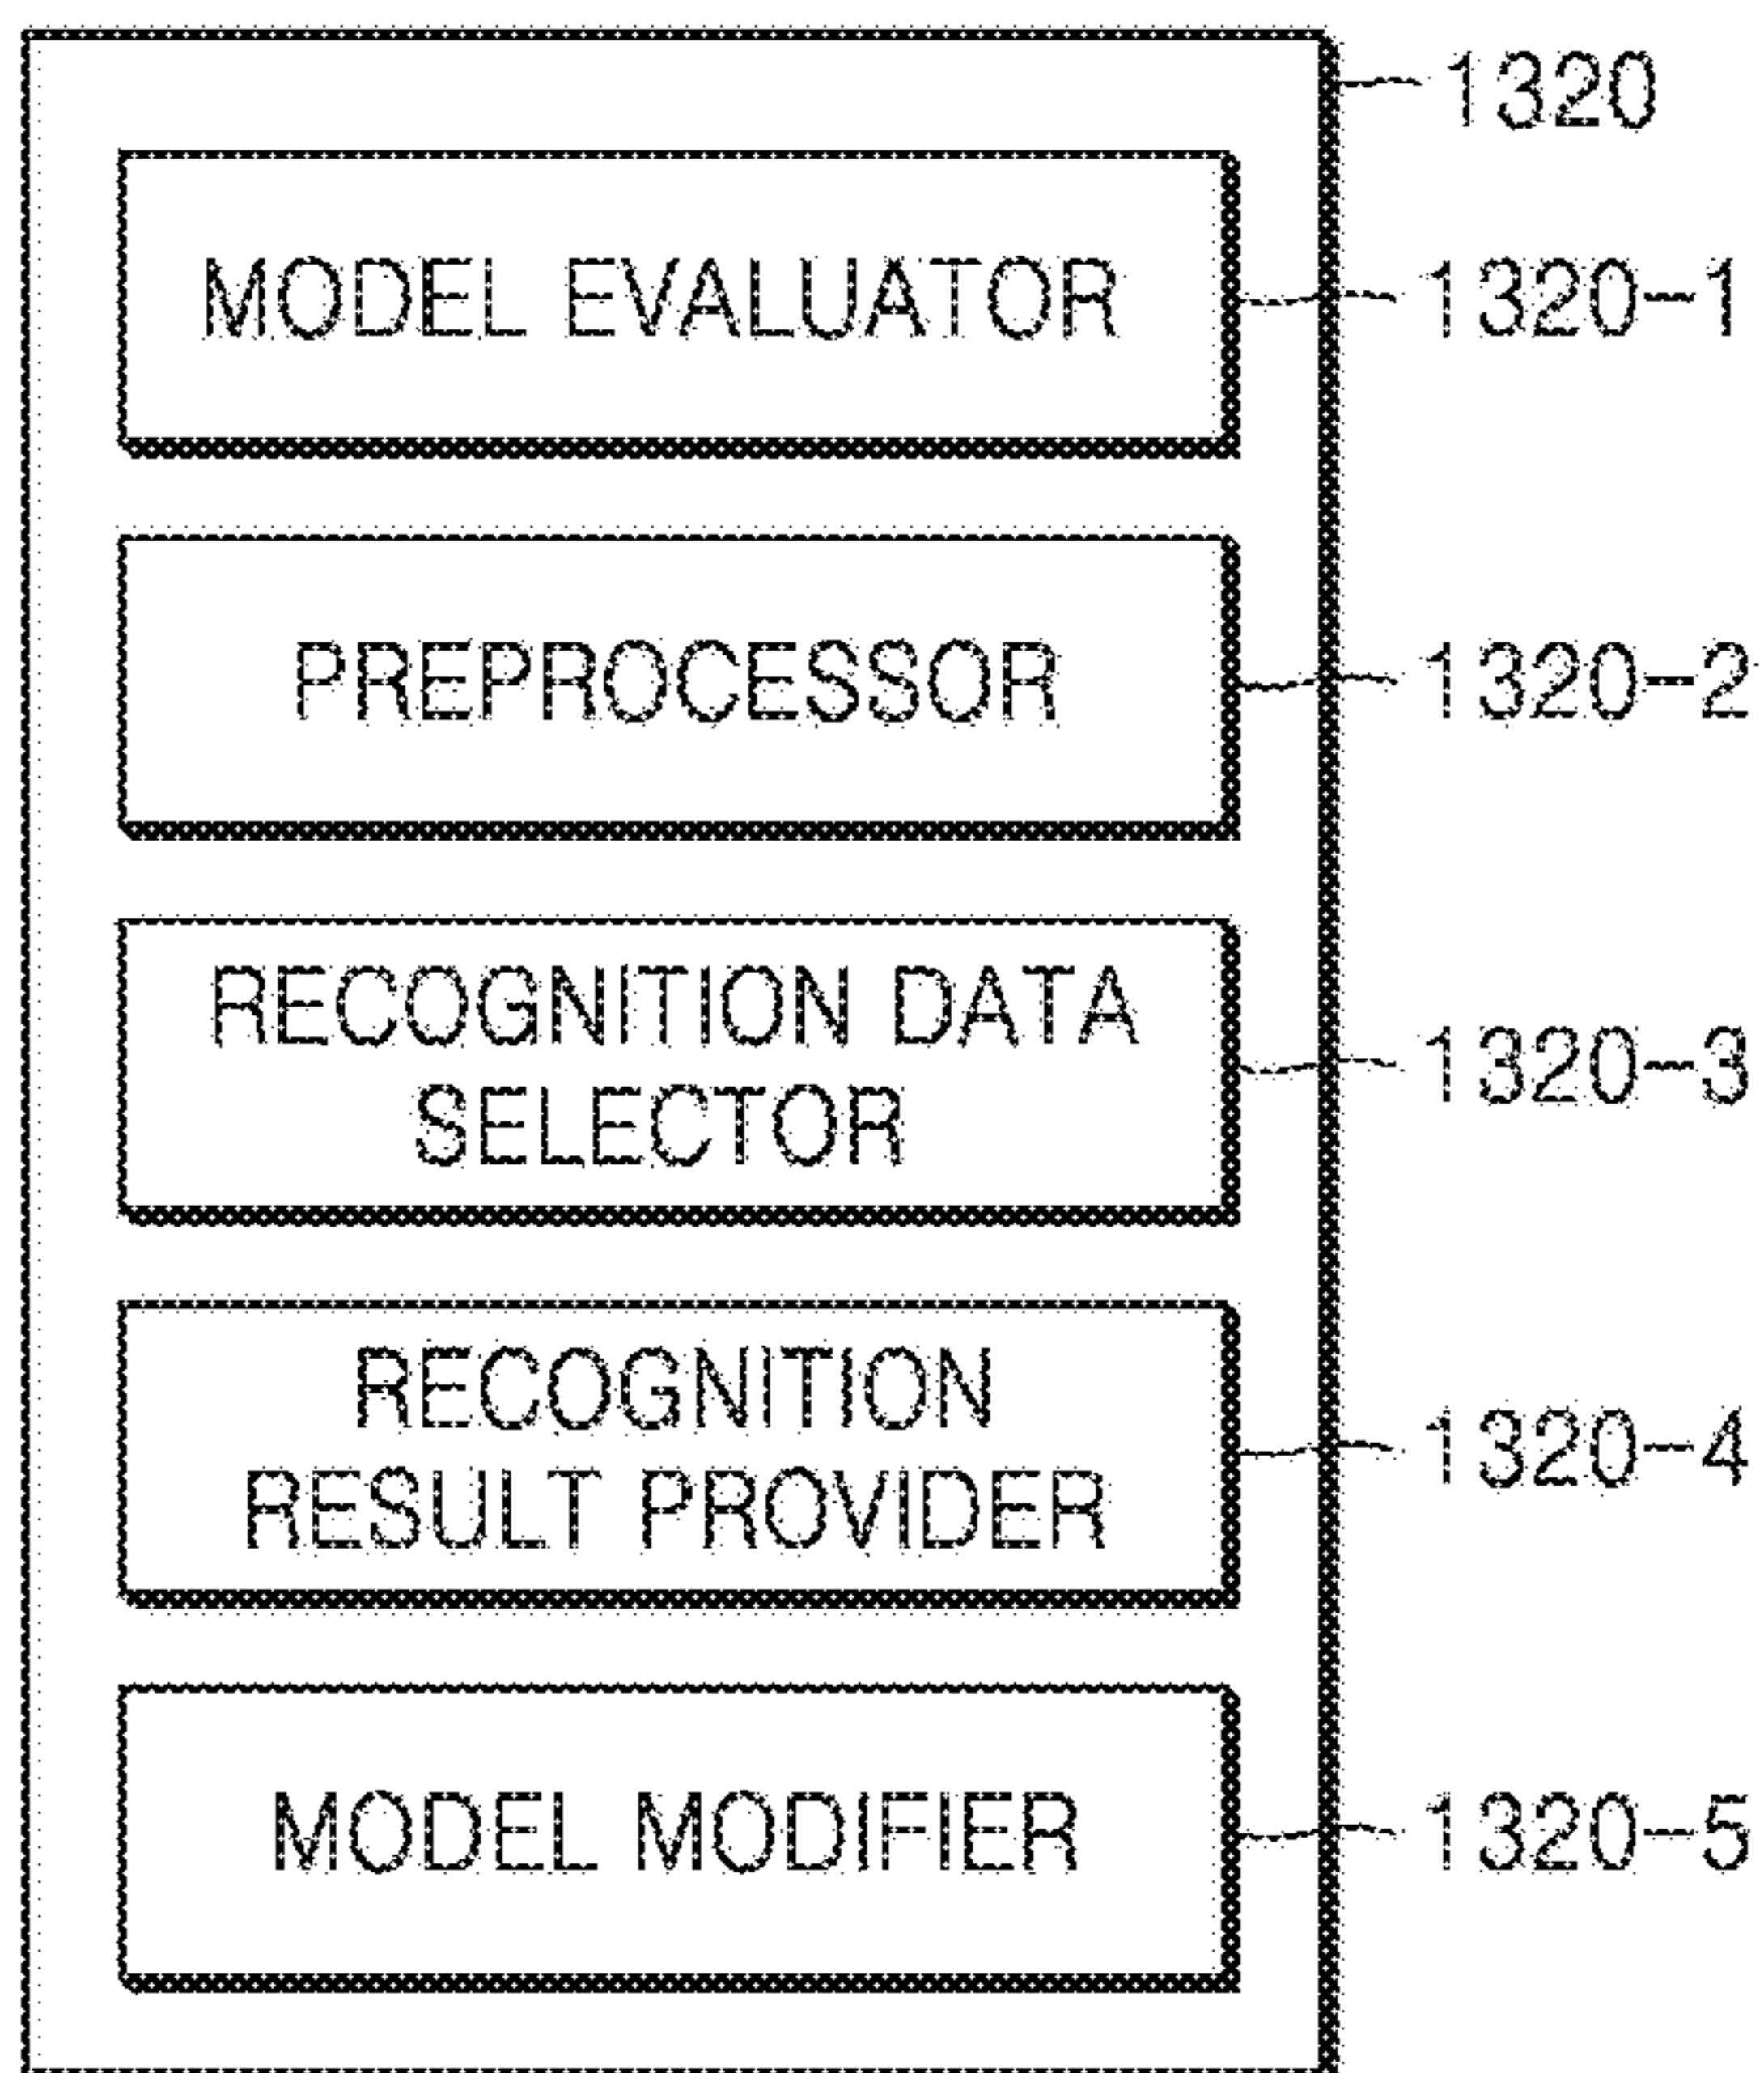 1320
MODEL EVALUATOR
1320-1
PREPROCESSOR
1320-2
RECOGNITION DATA
SELECTOR
1320-3
RECOGNITION
RESULT PROVIDER
1320-4
MODEL MODIFIER
1320-5